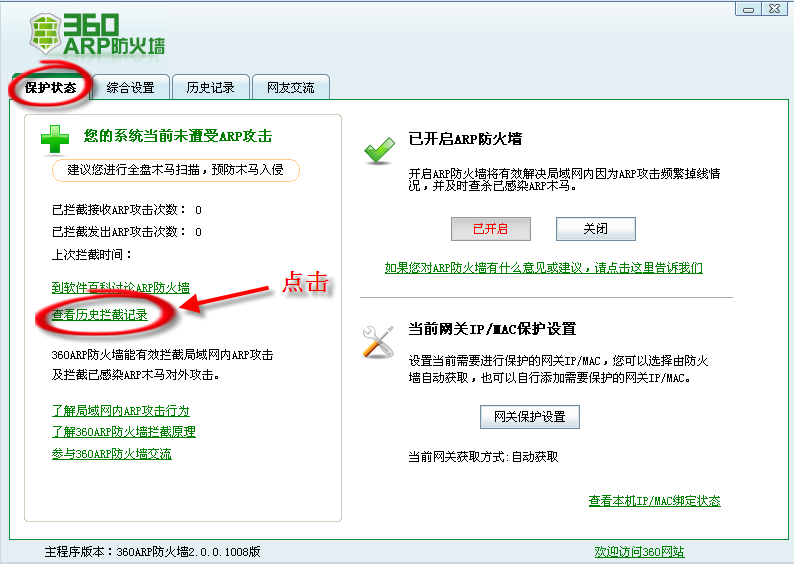 360
ARP防火墙
保护状态
综合设置
历史记录
网友交流
您的系统当前未遭受ARP攻击
建议您进行全盘木马扫描，预防木马入侵
已拦截接收ARP攻击次数： 0
已拦截发出ARP攻击次数： 0
上次拦截时间：
到软件百科讨论ARP防火墙
点击
查看历史拦截记录
360ARP防火墙能有效拦截局域网内ARP攻击
及拦截已感染ARP木马对外攻击。
了解局域网内ARP攻击行为
了解360ARP防火墙拦截原理
参与360ARP防火墙交流
已开启ARP防火墙
开启ARP防火墙将有效解决局域网内因为ARP攻击频繁掉线情
况，并及时查杀已感染ARP木马。
已开启
关闭
如果您对ARP防火墙有什么意见或建议，请点击这里告诉我们
当前网关IP/MAC保护设置
设置当前需要进行保护的网关IP/MAC，您可以选择由防火
墙自动获取，也可以自行添加需要保护的网关IP/MAC。
网关保护设置
当前网关获取方式:自动获取
查看本机IP/MAC绑定状态
主程序版本：360ARP防火墙2.0.0.1008版
欢迎访问360网站